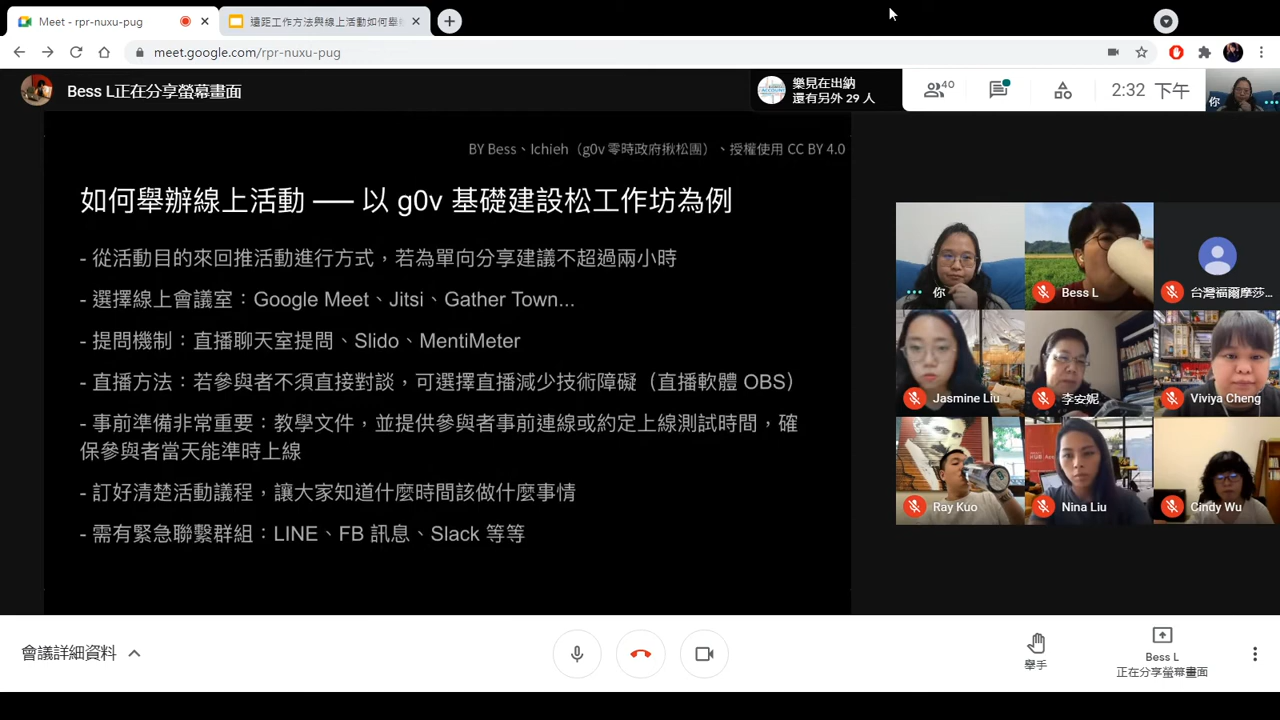 Meet - rpr-nuxu-pug
遠距工作方法與線上活動如何舉
meet.google.com/rpr-nuxu-pug
Bess L正在分享螢幕畫面
樂見在出納
還有另外 29 人
40
2:32 下午
你
BY Bess、Ichieh（g0v 零時政府揪松團）、授權使用 CC BY 4.0
如何舉辦線上活動 ── 以 g0v 基礎建設松工作坊為例
- 從活動目的來回推活動進行方式，若為單向分享建議不超過兩小時
- 選擇線上會議室：Google Meet、Jitsi、Gather Town...
- 提問機制：直播聊天室提問、Slido、MentiMeter
- 直播方法：若參與者不須直接對談，可選擇直播減少技術障礙（直播軟體 OBS）
- 事前準備非常重要：教學文件，並提供參與者事前連線或約定上線測試時間，確
保參與者當天能準時上線
- 訂好清楚活動議程，讓大家知道什麼時間該做什麼事情
- 需有緊急聯繫群組：LINE、FB 訊息、Slack 等等
你
Bess L
台灣福爾摩莎...
Jasmine Liu
李安妮
Viviya Cheng
Ray Kuo
Nina Liu
Cindy Wu
會議詳細資料
舉手
Bess L
正在分享螢幕畫面